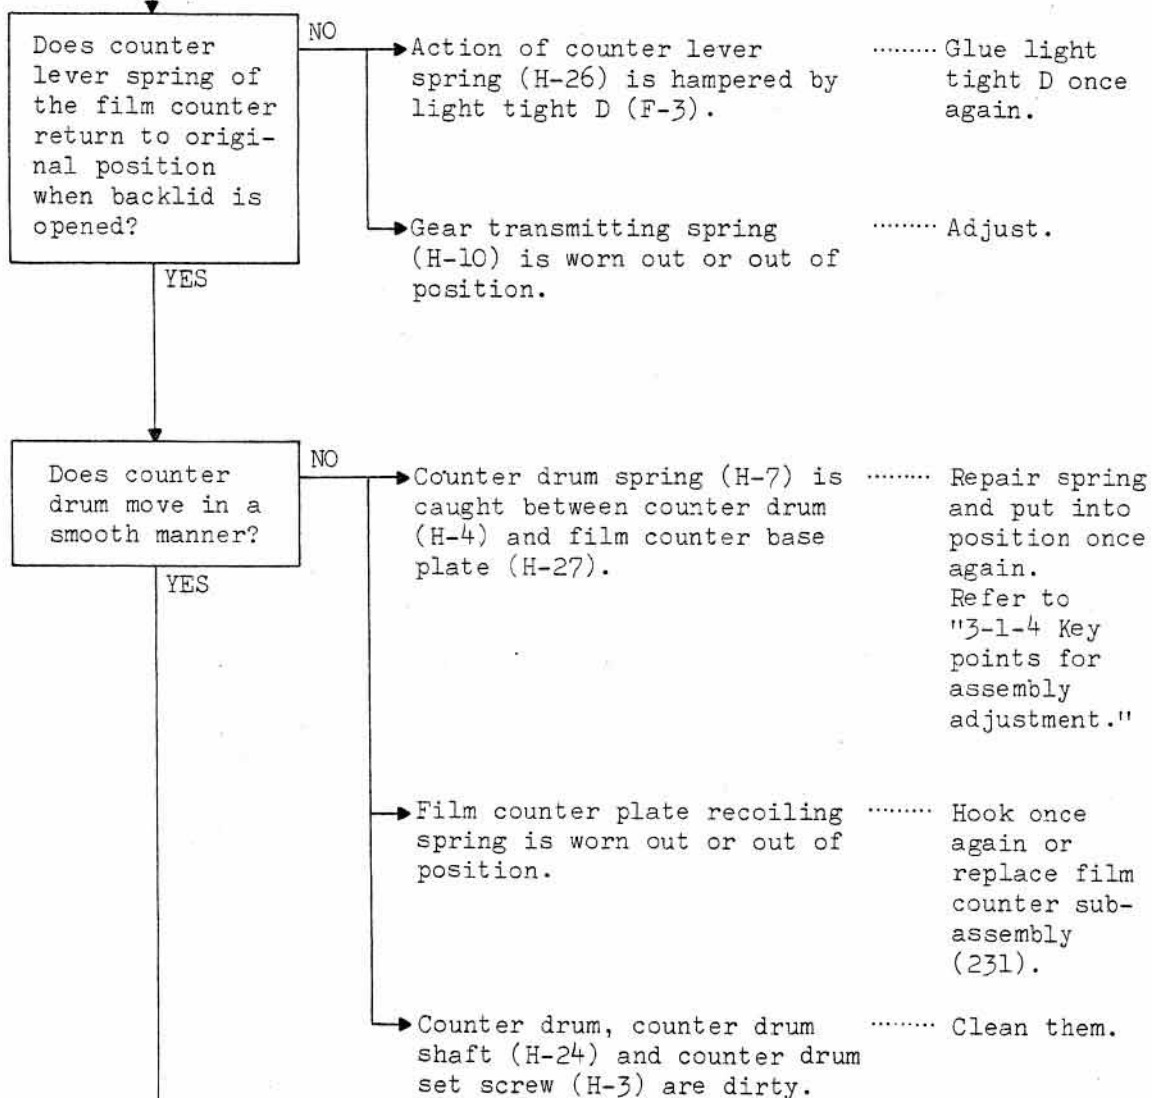 Does counter
lever spring of
the film counter
return to origi-
nal position
when backlid is
opened?
NO
Action of counter lever
spring (H-26) is hampered by
light tight D (F-3).
......... Glue light
tight D once
again.
Gear transmitting spring
(H-10) is worn out or out of
position.
......... Adjust.
YES
Does counter
drum move in a
smooth manner?
NO
Counter drum spring (H-7) is
caught between counter drum
(H-4) and film counter base
plate (H-27).
......... Repair spring
and put into
position once
again.
Refer to
"3-1-4 Key
points for
assembly
adjustment."
YES
Film counter plate recoiling
spring is worn out or out of
position.
......... Hook once
again or
replace film
counter sub-
assembly
(231).
Counter drum, counter drum
shaft (H-24) and counter drum
set screw (H-3) are dirty.
......... Clean them.